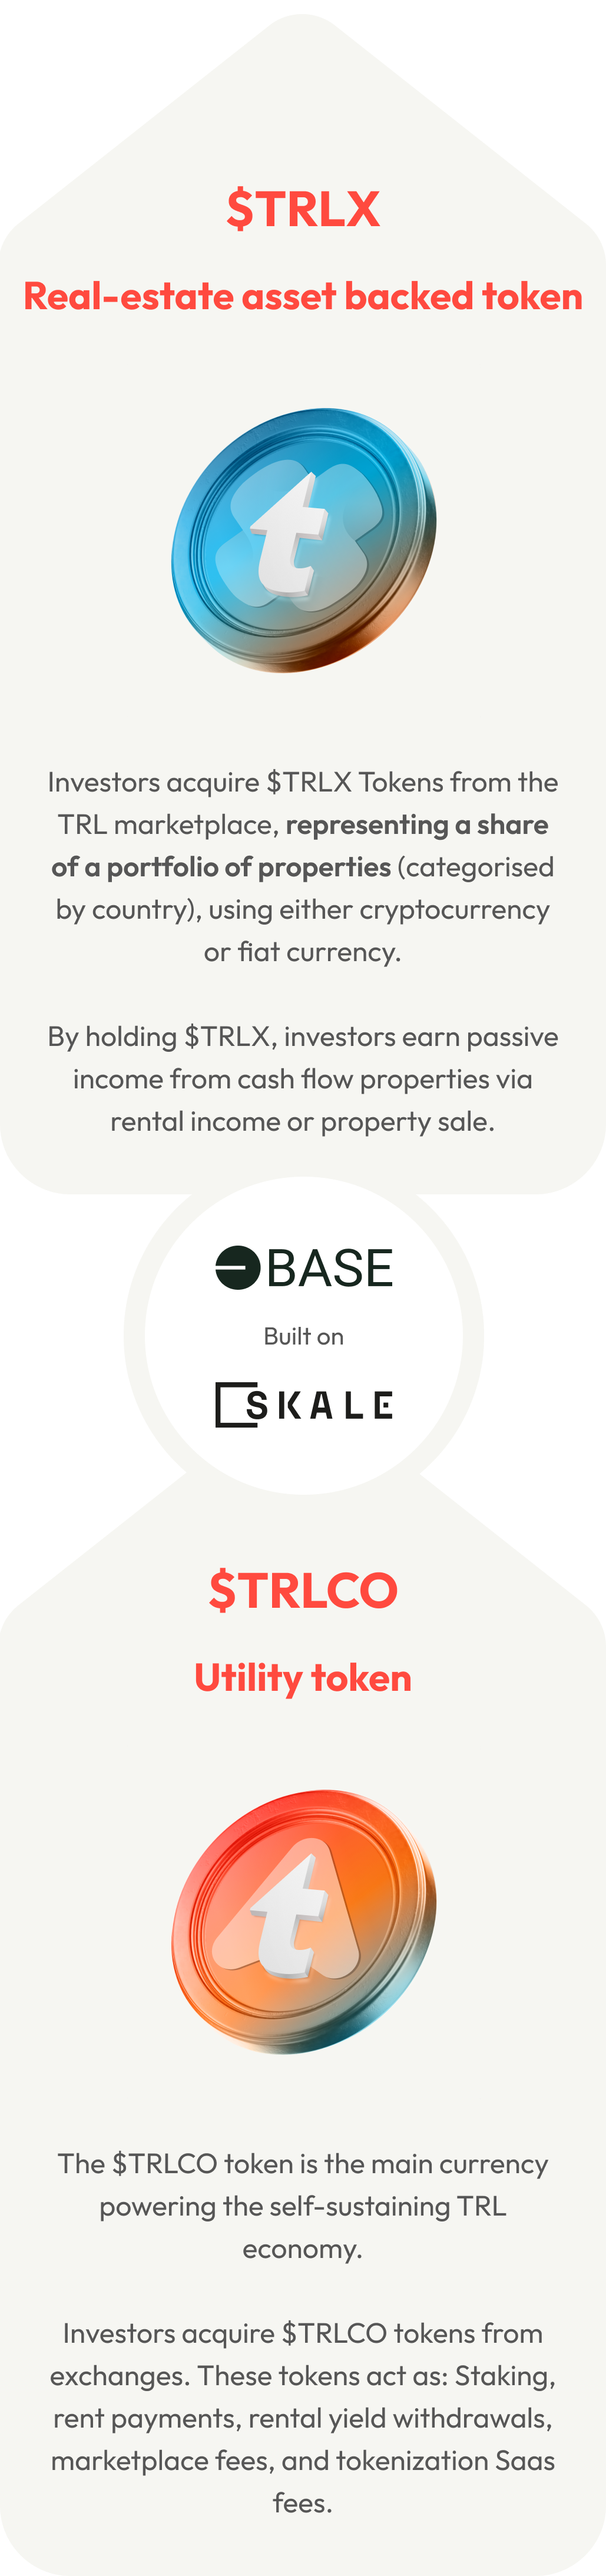 $TRLX
Real-estate asset backed token
t
Investors acquire $TRLX Tokens from the
TRL marketplace, representing a share
of a portfolio of properties (categorised
by country), using either cryptocurrency
or fiat currency.
By holding $TRLX, investors earn passive
income from cash flow properties via
rental income or property sale.
BASE
Built on
SKALE
$TRLCO
Utility token
t
The $TRLCO token is the main currency
powering the self-sustaining TRL
economy.
Investors acquire $TRLCO tokens from
exchanges. These tokens act as: Staking,
rent payments, rental yield withdrawals,
marketplace fees, and tokenization Saas
fees.